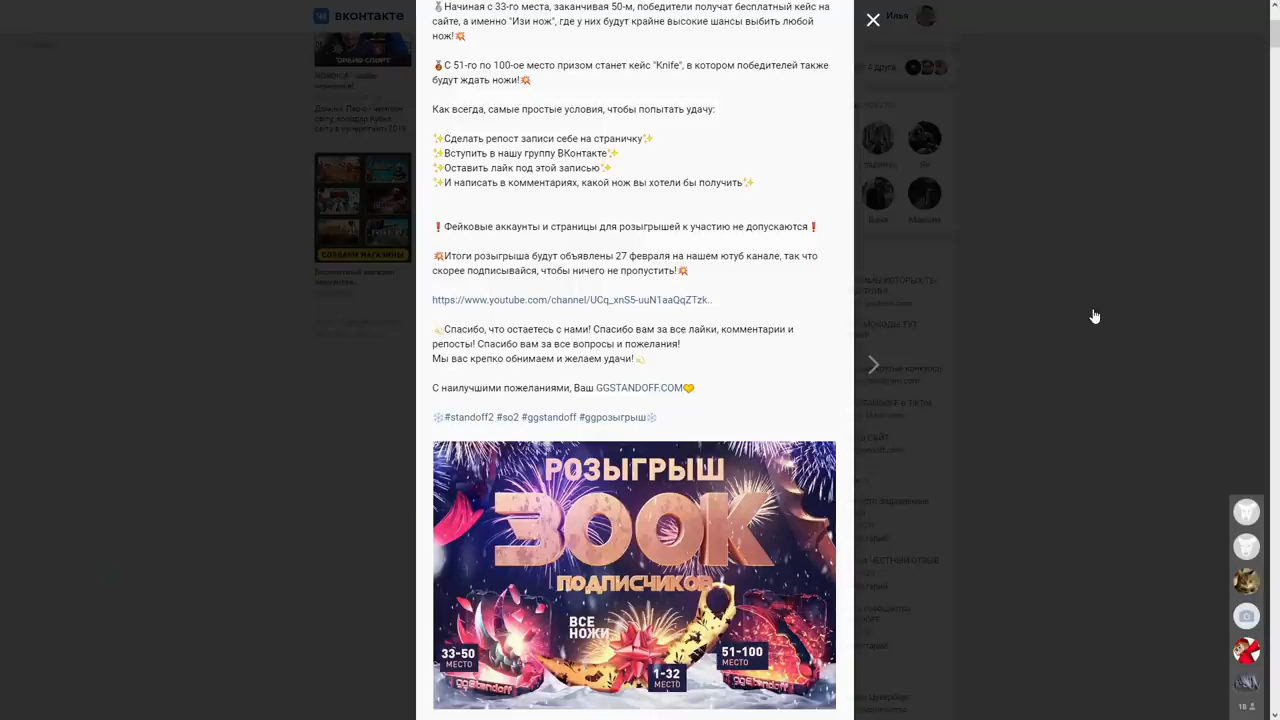 вконтакте
Илья
🥈Начиная с 33-го места, заканчивая 50-м, победители получат бесплатный кейс на
сайте, а именно "Изи нож", где у них будут крайне высокие шансы выбить любой
нож!💥
🥉С 51-го по 100-ое место призом станет кейс "Knife", в котором победителей также
будут ждать ножи!💥
Как всегда, самые простые условия, чтобы попытать удачу:
✨Сделать репост записи себе на страничку✨
✨Вступить в нашу группу ВКонтакте✨
✨Оставить лайк под этой записью✨
✨И написать в комментариях, какой нож вы хотели бы получить✨
❗Фейковые аккаунты и страницы для розыгрышей к участию не допускаются❗
💥Итоги розыгрыша будут объявлены 27 февраля на нашем ютуб канале, так что
скорее подписывайся, чтобы ничего не пропустить!💥
https://www.youtube.com/channel/UCq_xnS5-uuN1aaQqZTzk..
💫Спасибо, что остаетесь с нами! Спасибо вам за все лайки, комментарии и
репосты! Спасибо вам за все вопросы и пожелания!
Мы вас крепко обнимаем и желаем удачи!💫
С наилучшими пожеланиями, Ваш GGSTANDOFF.COM💛
❄#standoff2 #so2 #ggstandoff #ggрозыгрыш❄
РОЗЫГРЫШ
300K
ПОДПИСЧИКОВ
ВСЕ
НОЖИ
33-50
МЕСТО
1-32
МЕСТО
51-100
МЕСТО
ggstandoff
ggstandoff
18